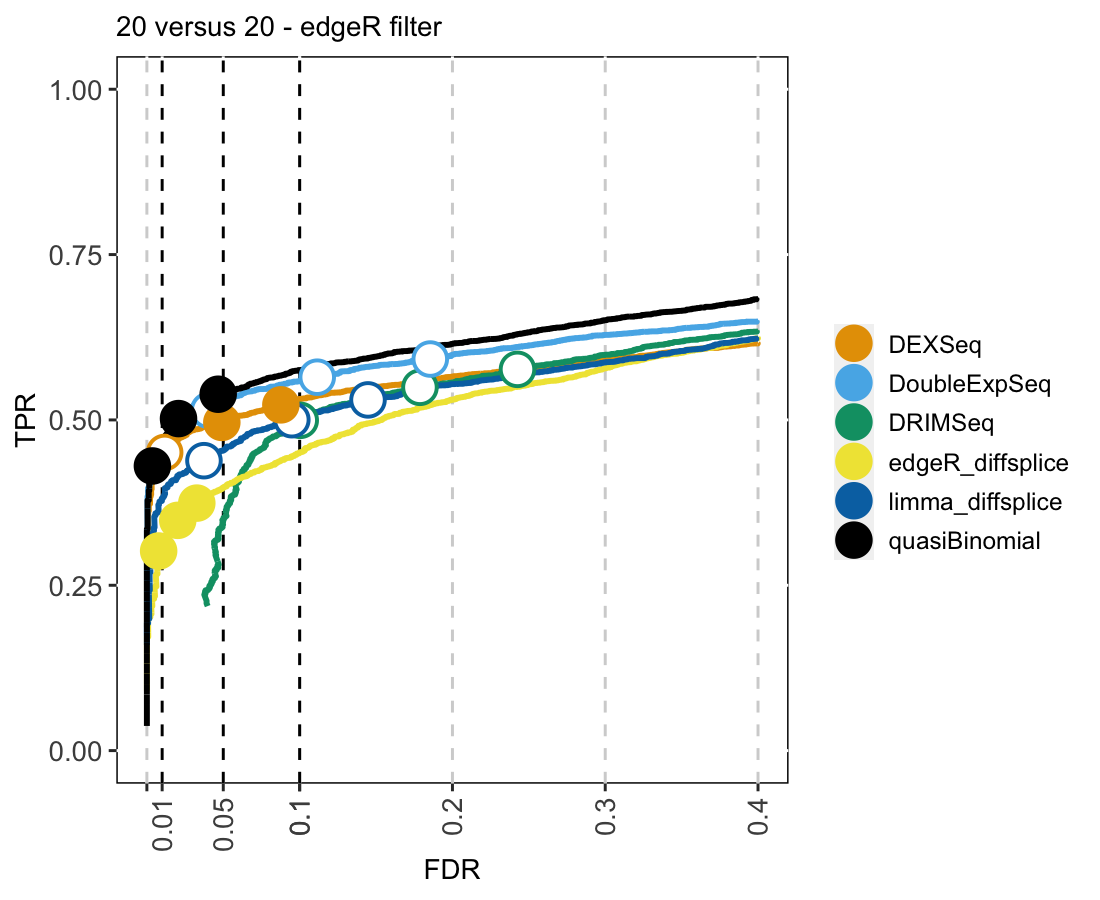 20 versus 20 - edgeR filter
TPR
1.00
0.75
0.50
0.25
0.00
0.01
0.05
0.1
0.2
0.3
0.4
FDR
DEXSeq
DoubleExpSeq
DRIMSeq
edgeR_diffsplice
limma_diffsplice
quasiBinomial